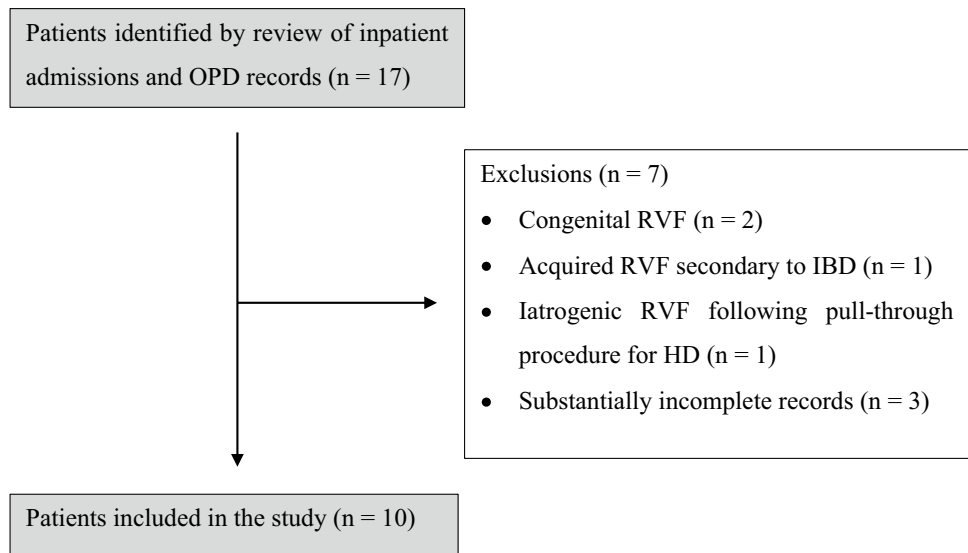 Patients identified by review of inpatient
admissions and OPD records (n = 17)
Exclusions (n = 7)
• Congenital RVF (n = 2)
• Acquired RVF secondary to IBD (n = 1)
• Iatrogenic RVF following pull-through
procedure for HD (n = 1)
• Substantially incomplete records (n = 3)
Patients included in the study (n = 10)